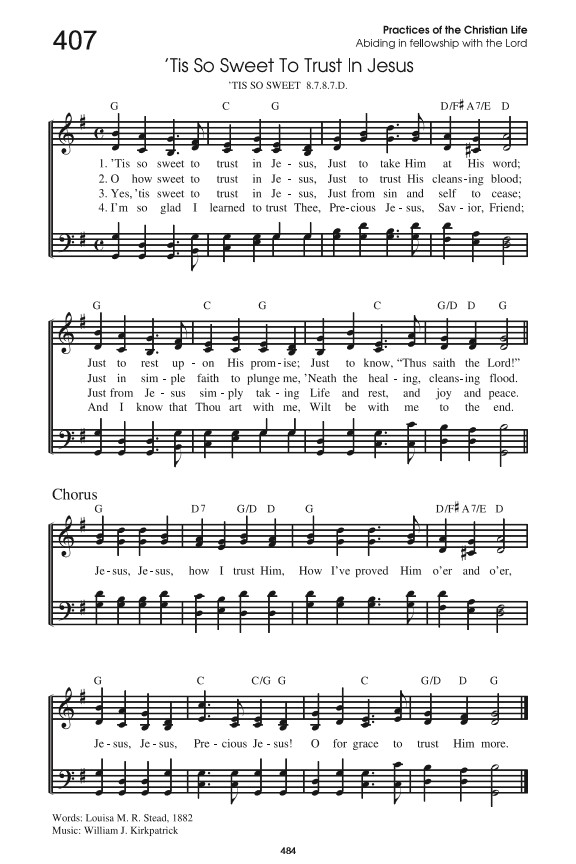 407
Practices of the Christian Life
Abiding in fellowship with the Lord
’Tis So Sweet To Trust In Jesus
’TIS SO SWEET 8.7.8.7.D.
G C G D/F♯ A7/E D
1. ’Tis so sweet to trust in Je - sus, Just to take Him at His word;
2. O how sweet to trust in Je - sus, Just to trust His cleans - ing blood;
3. Yes, ’tis sweet to trust in Je - sus, Just from sin and self to cease;
4. I’m so glad I learned to trust Thee, Pre - cious Je - sus, Sav - ior, Friend;
G C G C G/D D G
Just to rest up - on His prom - ise; Just to know, “Thus saith the Lord!”
Just in sim - ple faith to plunge me, ’Neath the heal - ing, cleans - ing flood.
Just from Je - sus sim - ply tak - ing Life and rest, and joy and peace.
And I know that Thou art with me, Wilt be with me to the end.
Chorus
G D7 G/D D G D/F♯ A7/E D
Je - sus, Je - sus, how I trust Him, How I’ve proved Him o’er and o’er,
G C C/G G C G/D D G
Je - sus, Je - sus, Pre - cious Je - sus! O for grace to trust Him more.
Words: Louisa M. R. Stead, 1882
Music: William J. Kirkpatrick
484